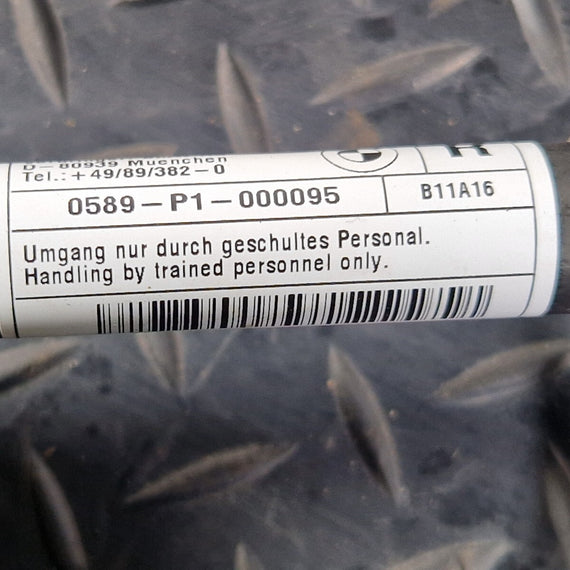 D-80939 Muenchen
Tel.: +49/89/382-0
R
0589-P1-000095
B11A16
Umgang nur durch geschultes Personal.
Handling by trained personnel only.